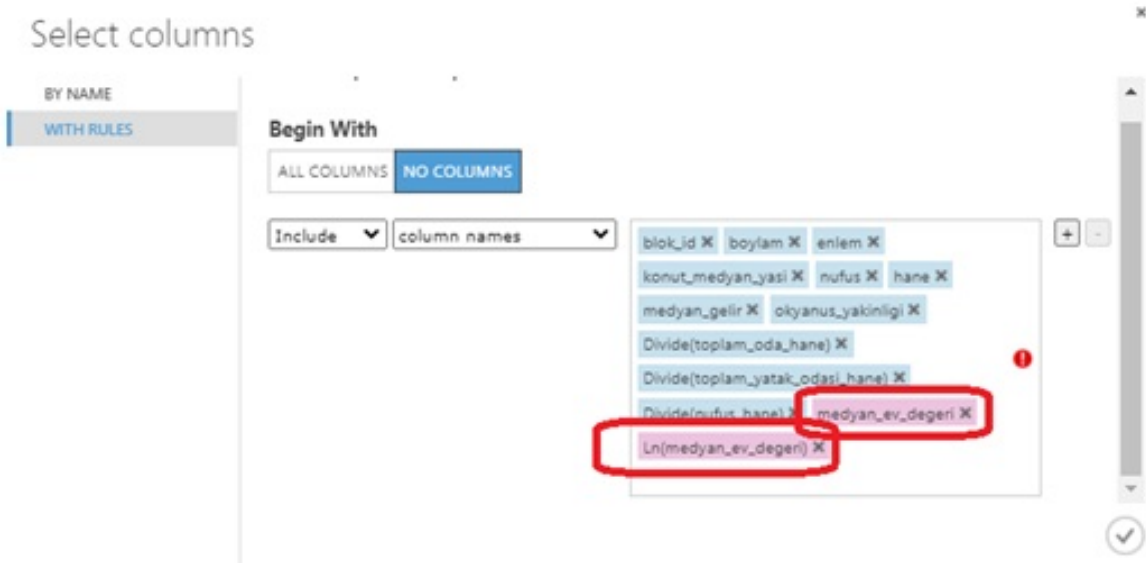 Select columns
BY NAME
WITH RULES
Begin With
ALL COLUMNS NO COLUMNS
Include column names
blok_id boylam enlem
konut_medyan_yasi nufus hane
medyan_gelir okyanus_yakinligi
Divide(toplam_oda_hane)
Divide(toplam_yatak_odasi_hane)
Divide(nufus_hane) medyan_ev_degeri
Ln(medyan_ev_degeri)